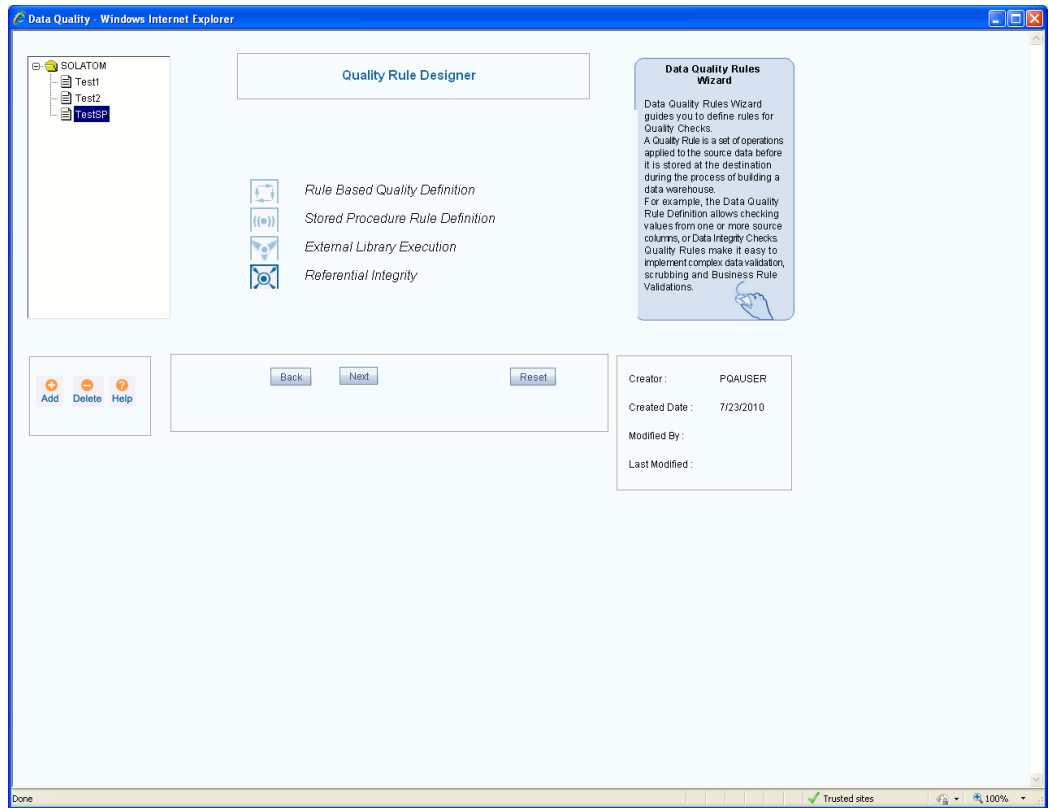 Data Quality - Windows Internet Explorer
SOLATOM
Test1
Test2
TestSP
Quality Rule Designer
Rule Based Quality Definition
Stored Procedure Rule Definition
External Library Execution
Referential Integrity
Data Quality Rules
Wizard
Data Quality Rules Wizard
guides you to define rules for
Quality Checks.
A Quality Rule is a set of operations
applied to the source data before
it is stored at the destination
during the process of building a
data warehouse.
For example, the Data Quality
Rule Definition allows checking
values from one or more source
columns, or Data Integrity Checks.
Quality Rules make it easy to
implement complex data validation,
scrubbing and Business Rule
Validations.
Add Delete Help
Back Next Reset
Creator : PQAUSER
Created Date : 7/23/2010
Modified By :
Last Modified :
Done Trusted sites 100%